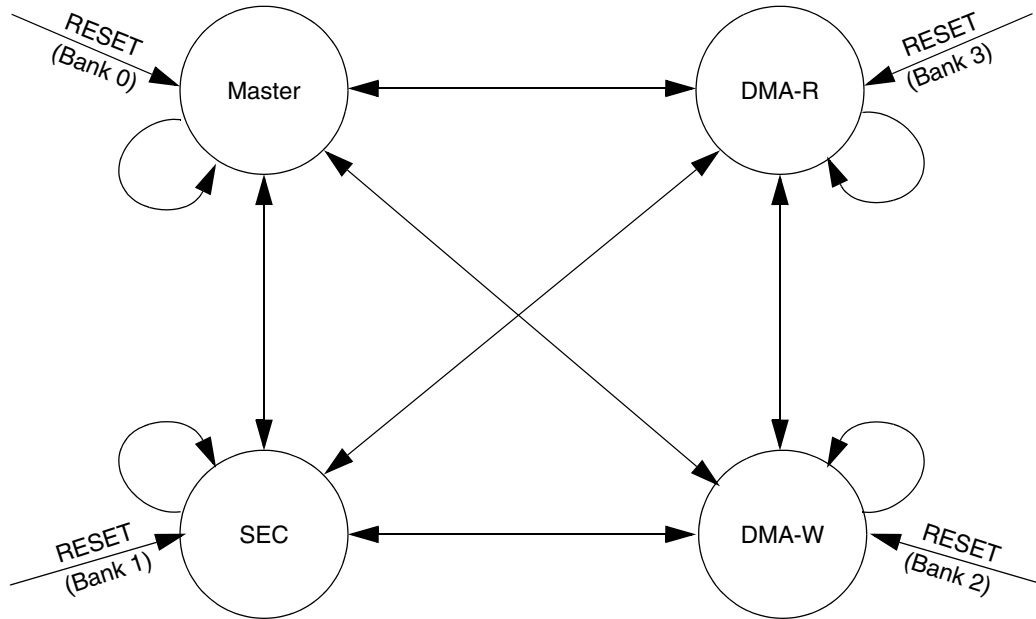 RESET
(Bank 0)
Master
DMA-R
RESET
(Bank 3)
RESET
(Bank 1)
SEC
DMA-W
RESET
(Bank 2)